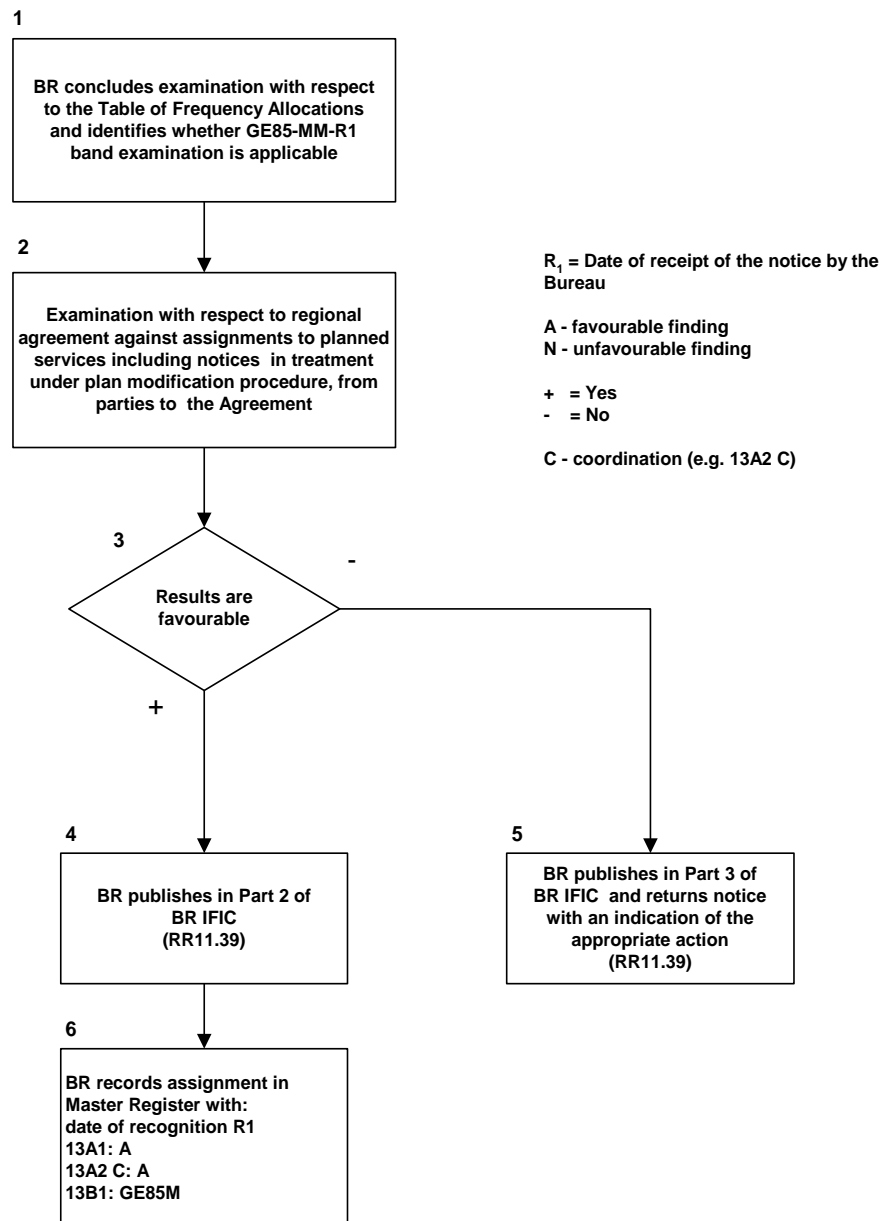 1
BR concludes examination with respect
to the Table of Frequency Allocations
and identifies whether GE85-MM-R1
band examination is applicable
2
Examination with respect to regional
agreement against assignments to planned
services including notices in treatment
under plan modification procedure, from
parties to the Agreement
R1 = Date of receipt of the notice by the
Bureau
A - favourable finding
N - unfavourable finding
+ = Yes
- = No
C - coordination (e.g. 13A2 C)
3
-
Results are
favourable
+
4
BR publishes in Part 2 of
BR IFIC
(RR11.39)
5
BR publishes in Part 3 of
BR IFIC and returns notice
with an indication of the
appropriate action
(RR11.39)
6
BR records assignment in
Master Register with:
date of recognition R1
13A1: A
13A2 C: A
13B1: GE85M